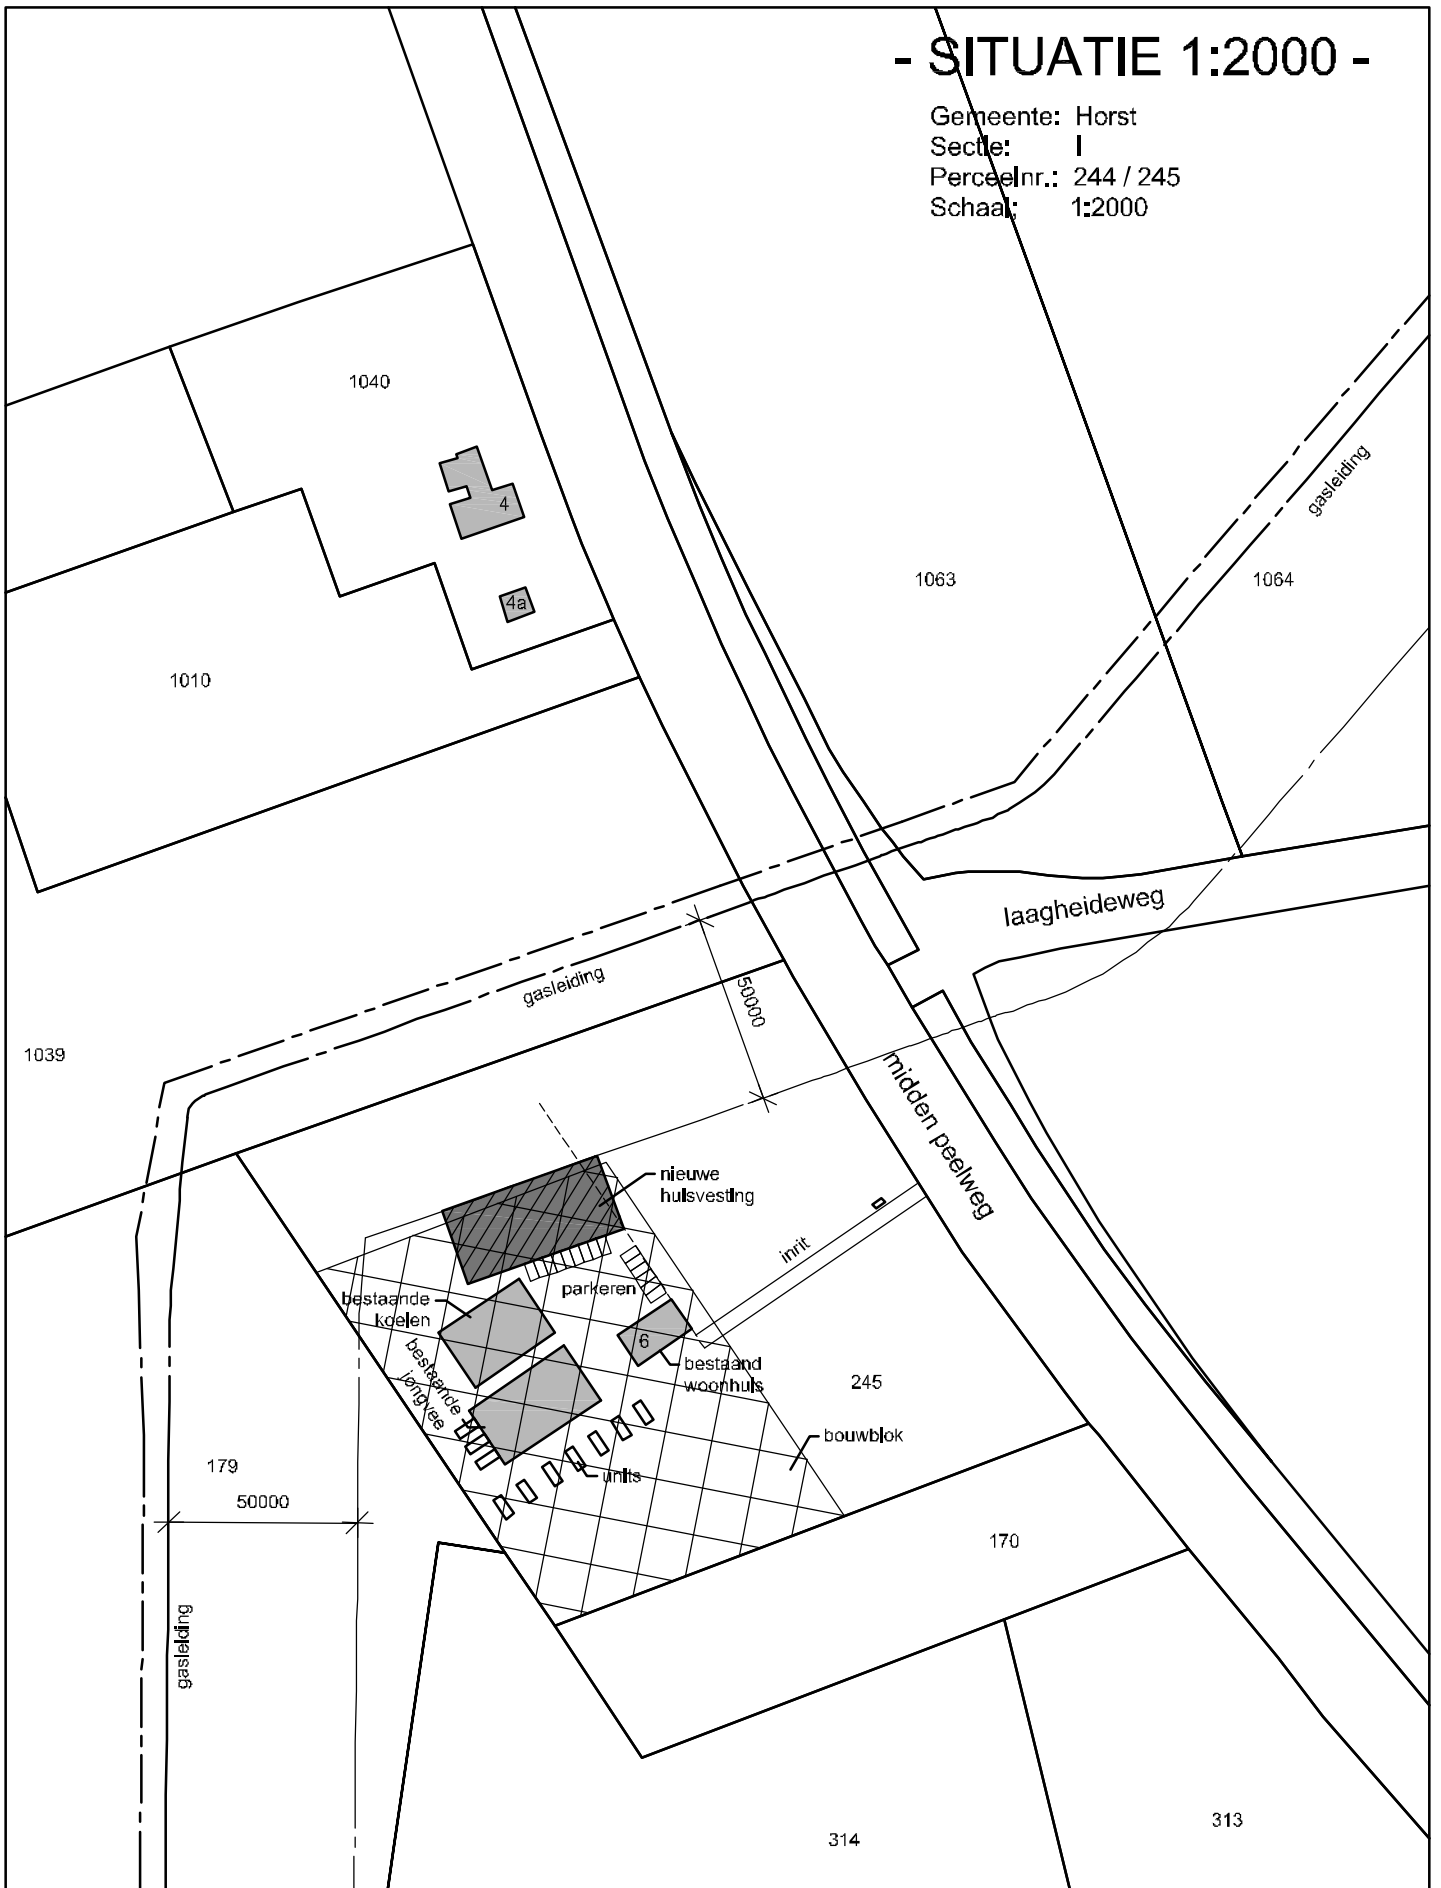 - SITUATIE 1:2000 -
Gemeente: Horst
Sectie: I
Perceelnr.: 244 / 245
Schaal: 1:2000
1040
4
gasleiding
1063
1064
4a
1010
laagheideweg
gasleiding
50000
1039
midden peelweg
nieuwe
huisvesting
inrit
parkeren
bestaande
koeien
6
bestaande
jongvee
bestaand
woonhuis
245
bouwblok
179
units
50000
170
gasleiding
313
314